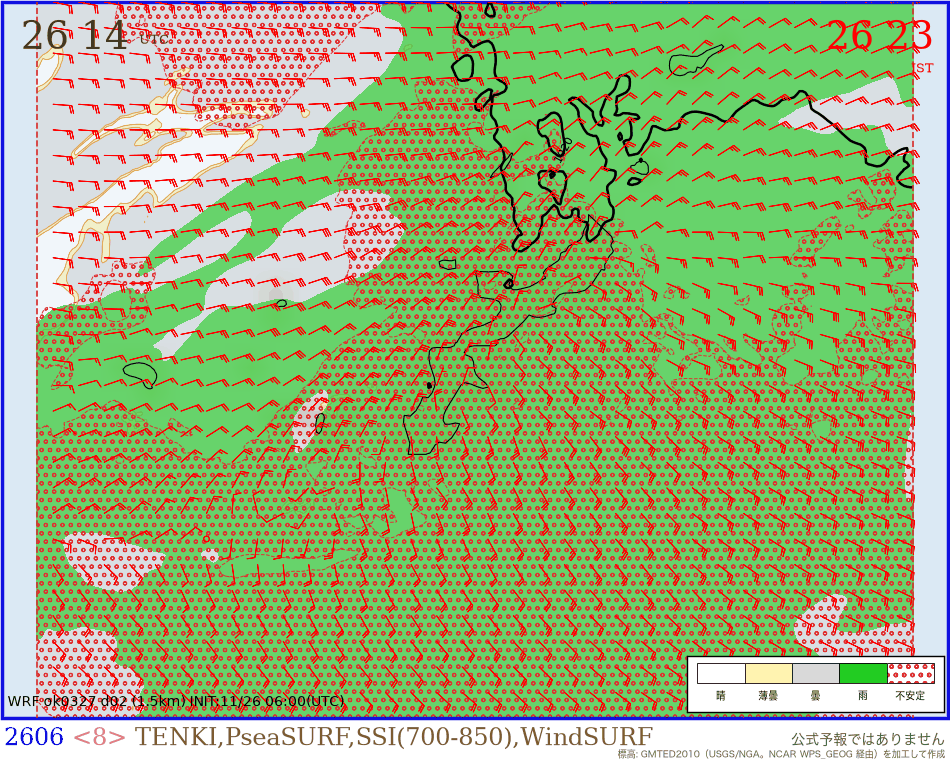 26 14 UTC
26 23
JST
晴 薄曇 曇 雨 不安定
WRF ok0327 d02 (1.5km) INIT:11/26 06:00(UTC)
2606 <8> TENKI,PseaSURF,SSI(700-850),WindSURF
公式予報ではありません
標高: GMTED2010（USGS/NGA。NCAR WPS_GEOG 経由）を加工して作成